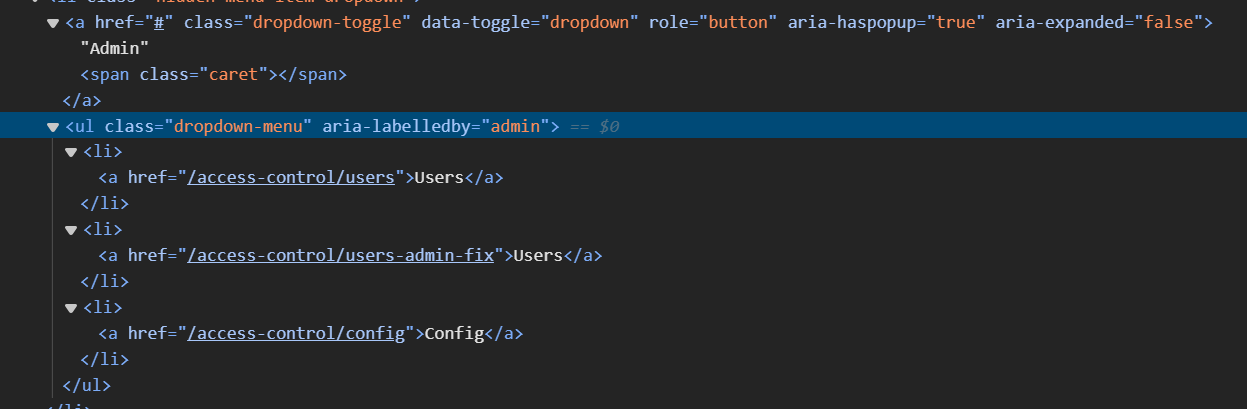 <a href="#" class="dropdown-toggle" data-toggle="dropdown" role="button" aria-haspopup="true" aria-expanded="false">
"Admin"
<span class="caret"></span>
</a>
<ul class="dropdown-menu" aria-labelledby="admin"> == $0
<li>
<a href="/access-control/users">Users</a>
</li>
<li>
<a href="/access-control/users-admin-fix">Users</a>
</li>
<li>
<a href="/access-control/config">Config</a>
</li>
</ul>